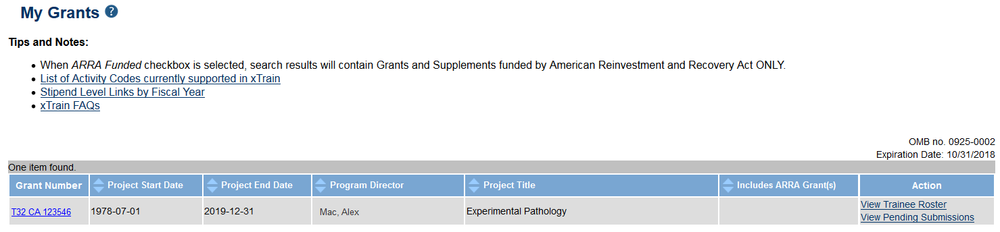 My Grants ?
Tips and Notes:
• When ARRA Funded checkbox is selected, search results will contain Grants and Supplements funded by American Reinvestment and Recovery Act ONLY.
• List of Activity Codes currently supported in xTrain
• Stipend Level Links by Fiscal Year
• xTrain FAQs
OMB no. 0925-0002
Expiration Date: 10/31/2018
One item found.
Grant Number Project Start Date Project End Date Program Director Project Title Includes ARRA Grant(s) Action
T32 CA 123546 1978-07-01 2019-12-31 Mac, Alex Experimental Pathology View Trainee Roster
View Pending Submissions